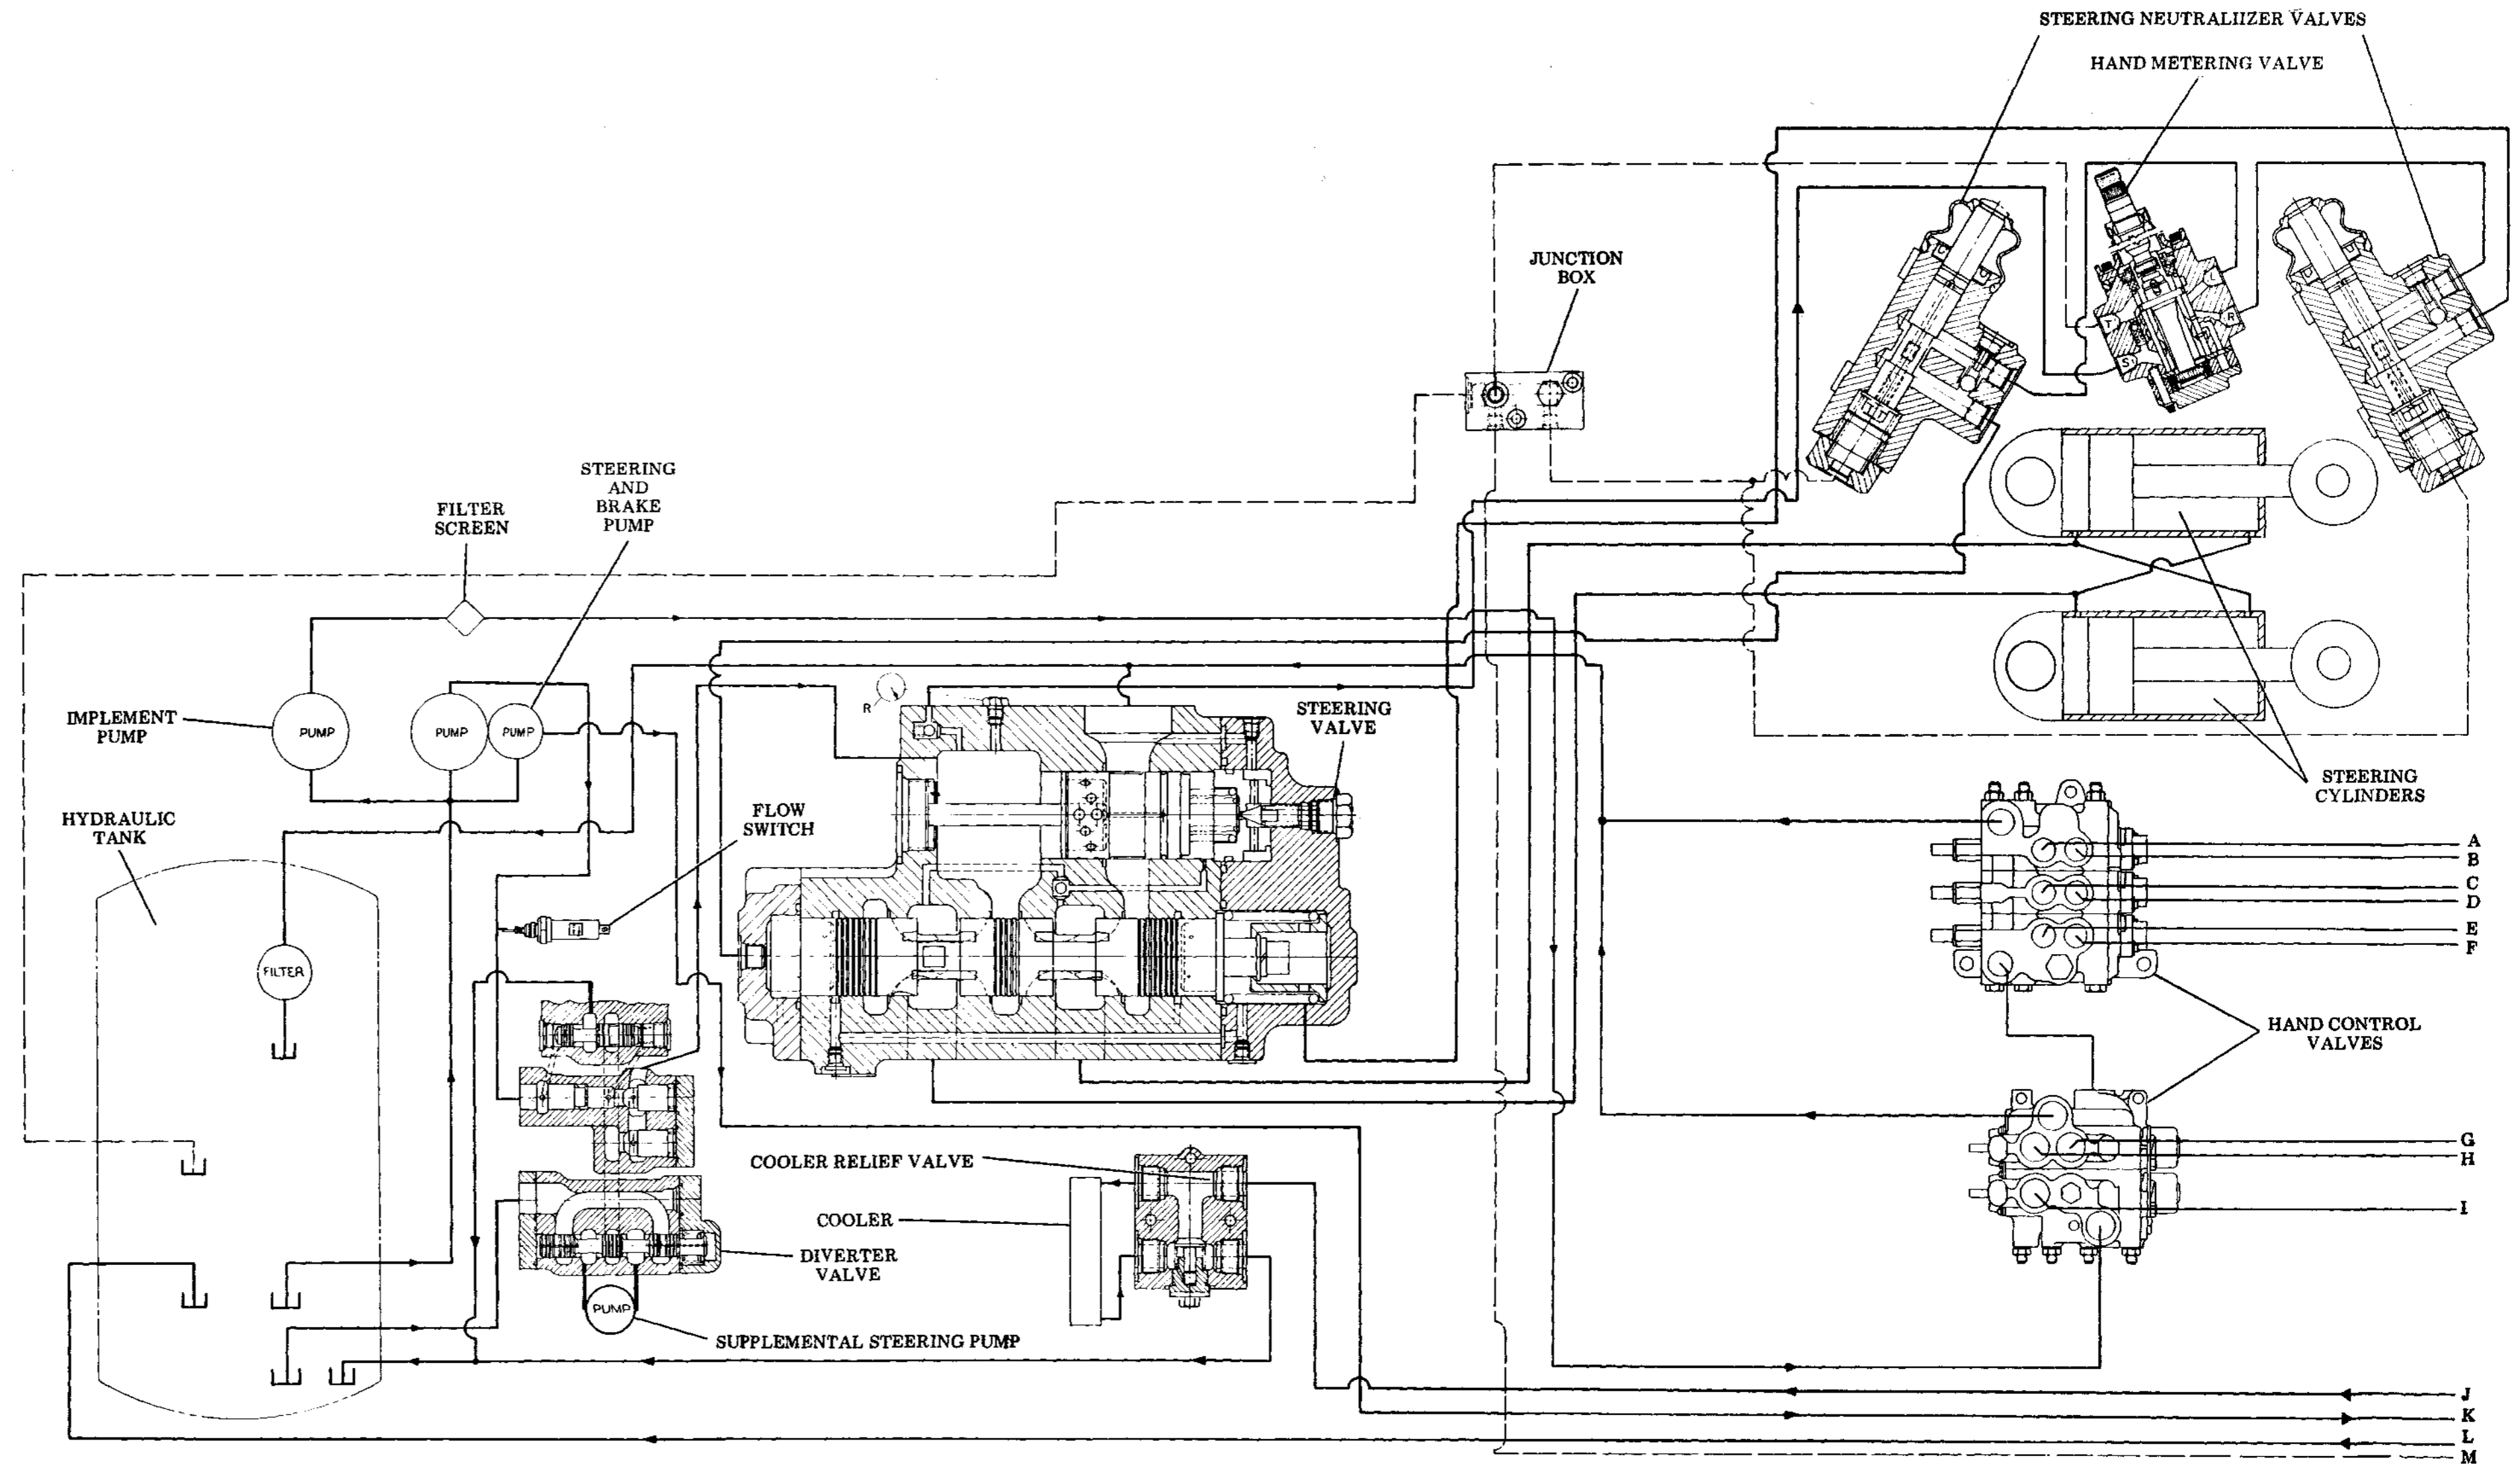 STEERING NEUTRALIIZER VALVES
HAND METERING VALVE
JUNCTION
BOX
L
T
R
S
STEERING
AND
BRAKE
PUMP
FILTER
SCREEN
IMPLEMENT
PUMP
PUMP
PUMP
PUMP
R
STEERING
VALVE
STEERING
CYLINDERS
HYDRAULIC
TANK
FLOW
SWITCH
A
B
C
D
E
F
FILTER
HAND CONTROL
VALVES
G
H
I
COOLER RELIEF VALVE
COOLER
DIVERTER
VALVE
PUMP
SUPPLEMENTAL STEERING PUMP
J
K
L
M